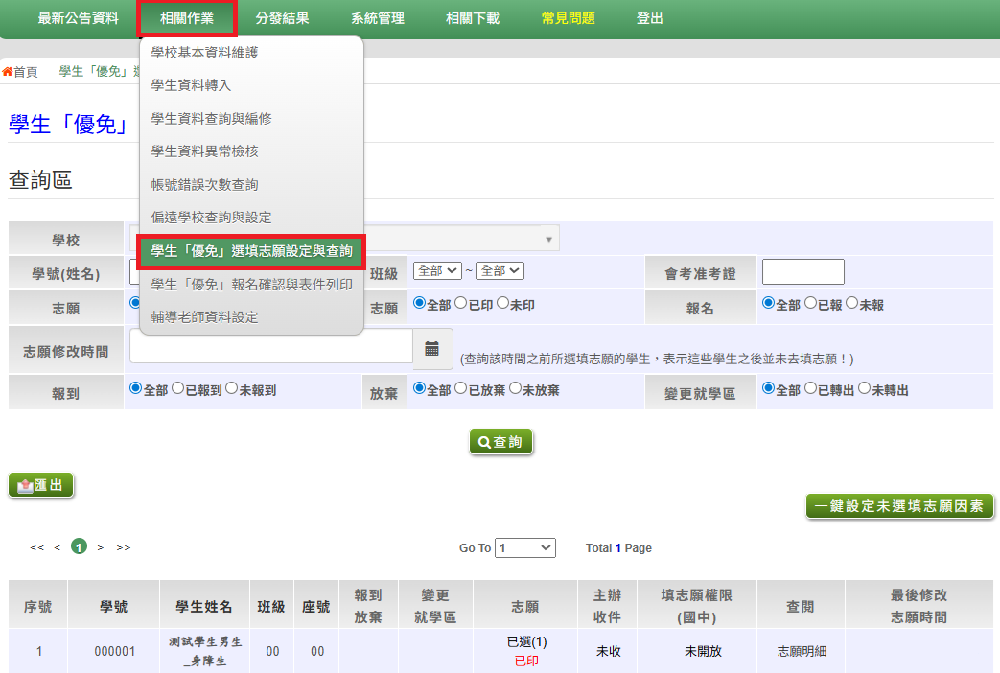 最新公告資料 相關作業 分發結果 系統管理 相關下載 常見問題 登出
學校基本資料維護
首頁 學生「優免」
學生資料轉入
學生資料查詢與編修
學生「優免」
學生資料異常檢核
查詢區
帳號錯誤次數查詢
偏遠學校查詢與設定
學校
學生「優免」選填志願設定與查詢
學號(姓名) 班級 全部 ~ 全部 會考准考證
學生「優免」報名確認與表件列印
志願 志願 全部 已印 未印 報名 全部 已報 未報
輔導老師資料設定
志願修改時間 (查詢該時間之前所選填志願的學生，表示這些學生之後並未去填志願！)
報到 全部 已報到 未報到 放棄 全部 已放棄 未放棄 變更就學區 全部 已轉出 未轉出
查詢
匯出
一鍵設定未選填志願因素
<< < 1 > >> Go To 1 Total 1 Page
序號 學號 學生姓名 班級 座號 報到
放棄 變更
就學區 志願 主辦
收件 填志願權限
(國中) 查閱 最後修改
志願時間
1 000001 測試學生男生
_身障生 00 00 已選(1)
已印 未收 未開放 志願明細